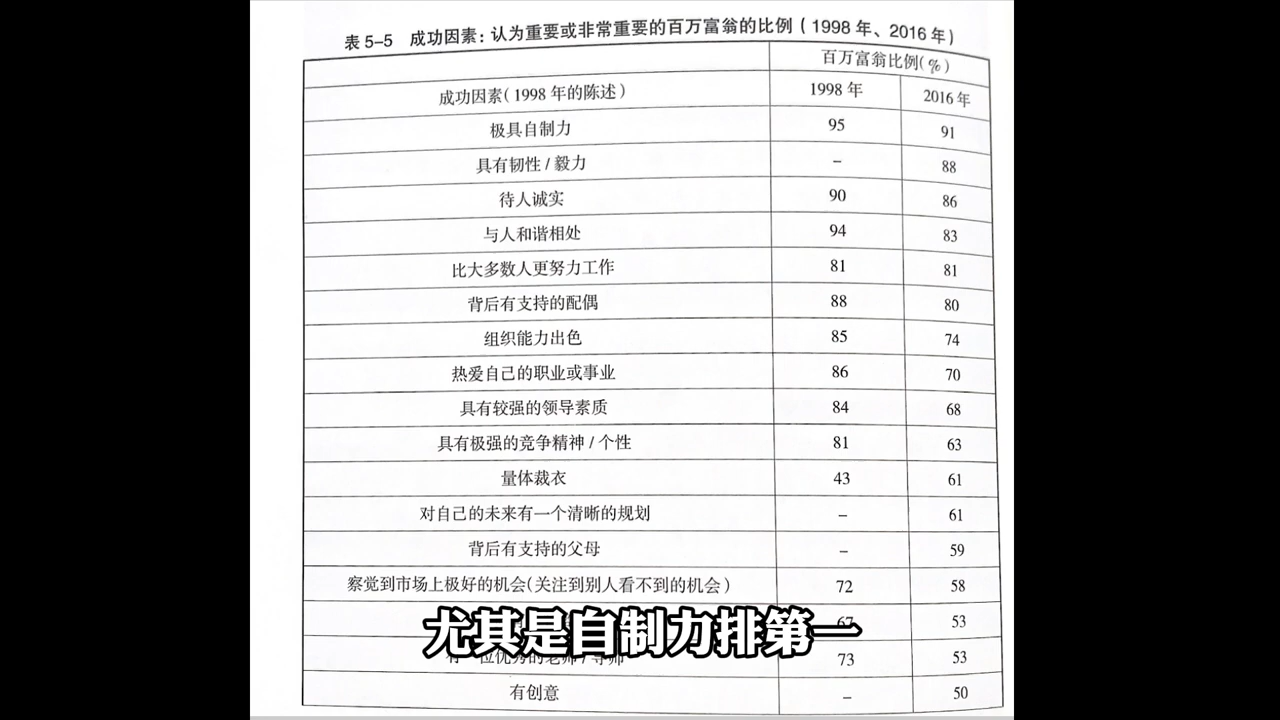 表 5-5 成功因素：认为重要或非常重要的百万富翁的比例（1998 年、2016 年）
百万富翁比例(%)
成功因素（1998 年的陈述） 1998 年 2016 年
极具自制力 95 91
具有韧性 / 毅力 – 88
待人诚实 90 86
与人和谐相处 94 83
比大多数人更努力工作 81 81
背后有支持的配偶 88 80
组织能力出色 85 74
热爱自己的职业或事业 86 70
具有较强的领导素质 84 68
具有极强的竞争精神 / 个性 81 63
量体裁衣 43 61
对自己的未来有一个清晰的规划 – 61
背后有支持的父母 – 59
察觉到市场上极好的机会（关注到别人看不到的机会） 72 58
67 53
尤其是自制力排第一
有一位优秀的老师 / 导师 73 53
有创意 – 50